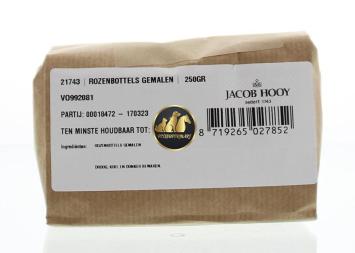 21743 | ROZENBOTTELS GEMALEN | 250GR
VO992081
PARTIJ: 00018472 - 170323
TEN MINSTE HOUDBAAR TOT:
Ingrediënten: ROZENBOTTELS GEMALEN
DROOG, KOEL EN DONKER BEWAREN.
JACOB HOOY
sedert 1743
8 719265 027852